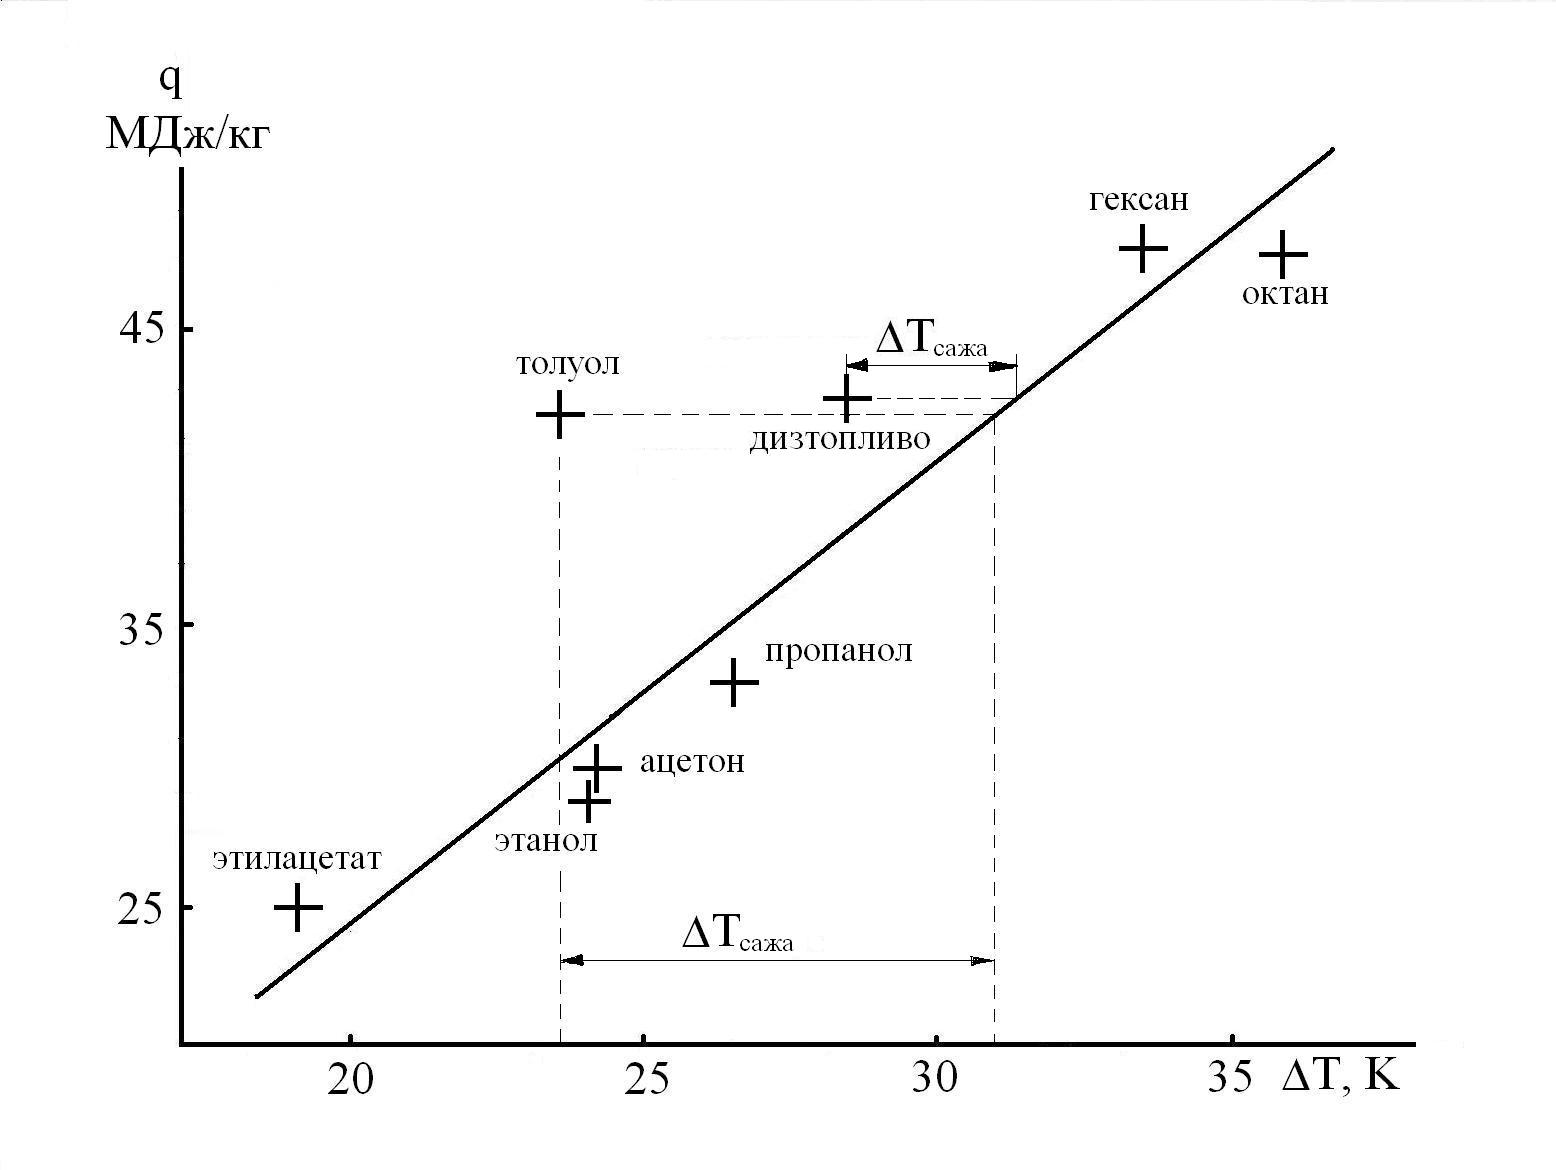 q
МДж/кг
гексан
октан
45
ΔTсажа
толуол
дизтопливо
35
пропанол
ацетон
этанол
этилацетат
25
ΔTсажа
20
25
30
35
ΔT, K